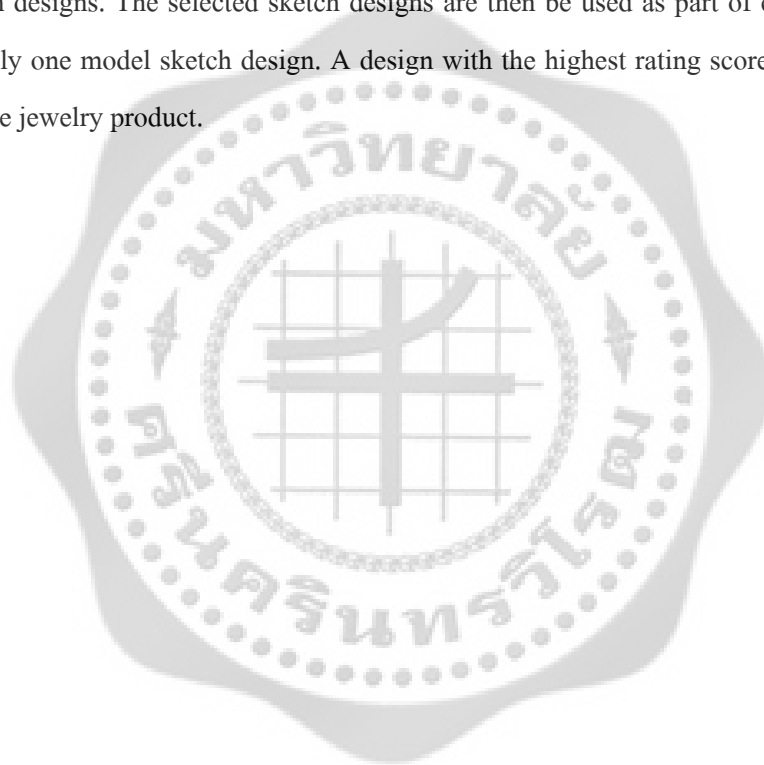 designs. The selected sketch designs are then be used as part of
one model sketch design. A design with the highest rating score
jewelry product.
มหาวิทยาลัย
ศรีนครินทรวิโรฒ